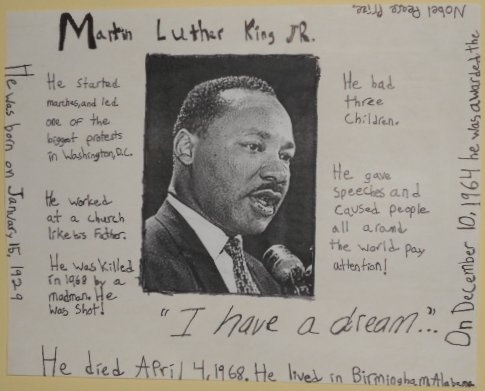 Martin Luther King JR.
He started
marches, and led
one of the
biggest protests
in Washington, D.C.
He worked
at a church
like his Father.
He was killed
in 1968 by a
madman. He
was shot!
He had
three
children.
He gave
speeches and
caused people
all around
the world pay
attention!
"I have a dream..."
He was born on January 15, 1929
He died April 4, 1968. He lived in Birmingham Alabama
On December 10, 1964 he was awarded the
Nobel Peace Prize.